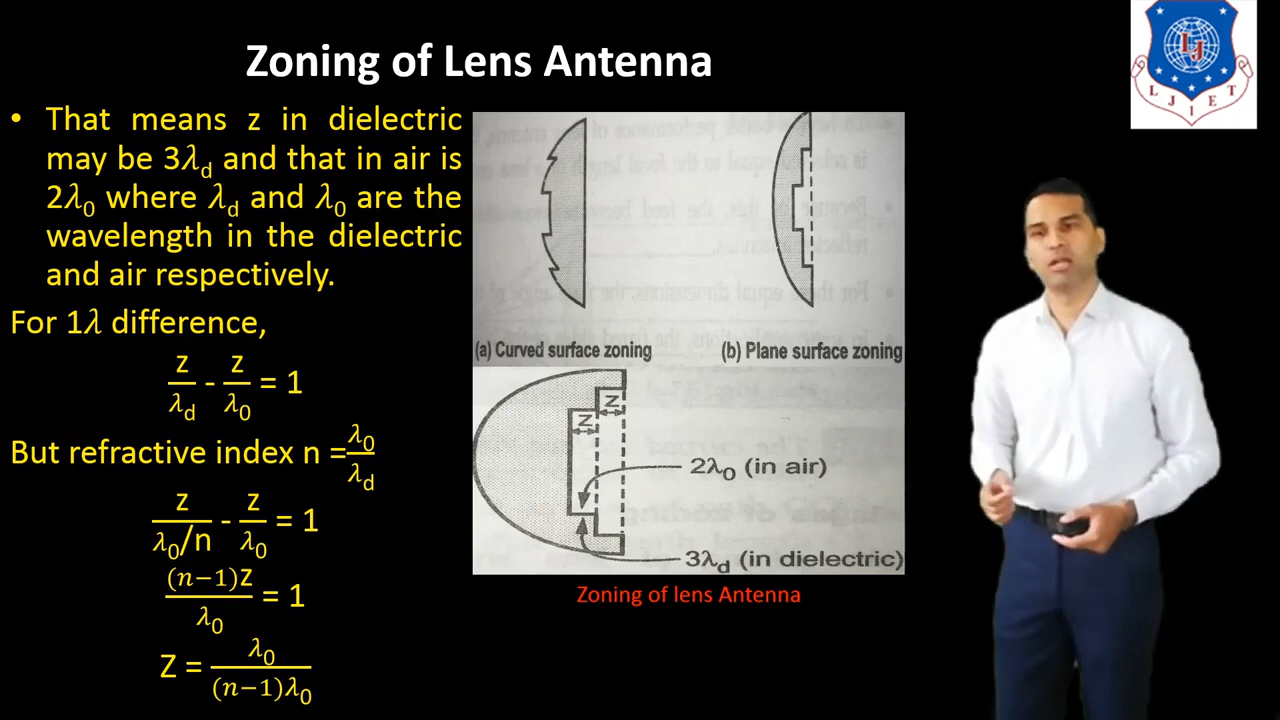 Zoning of Lens Antenna
LJIET
• That means z in dielectric
may be 3λd and that in air is
2λ0 where λd and λ0 are the
wavelength in the dielectric
and air respectively.
For 1λ difference,
z/λd - z/λ0 = 1
But refractive index n = λ0/λd
z/(λ0/n) - z/λ0 = 1
(n−1)z/λ0 = 1
Z = λ0/((n−1)λ0)
(a) Curved surface zoning
(b) Plane surface zoning
Z
Z
2λ0 (in air)
3λd (in dielectric)
Zoning of lens Antenna